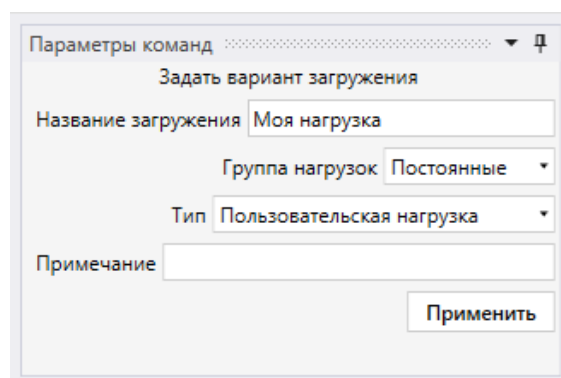 Параметры команд
Задать вариант загружения
Название загружения Моя нагрузка
Группа нагрузок Постоянные
Тип Пользовательская нагрузка
Примечание
Применить